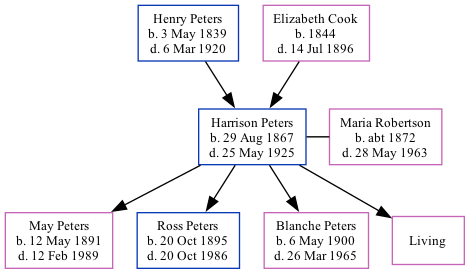 Henry Peters
b. 3 May 1839
d. 6 Mar 1920
Elizabeth Cook
b. 1844
d. 14 Jul 1896
Harrison Peters
b. 29 Aug 1867
d. 25 May 1925
Maria Robertson
b. abt 1872
d. 28 May 1963
May Peters
b. 12 May 1891
d. 12 Feb 1989
Ross Peters
b. 20 Oct 1895
d. 20 Oct 1986
Blanche Peters
b. 6 May 1900
d. 26 Mar 1965
Living